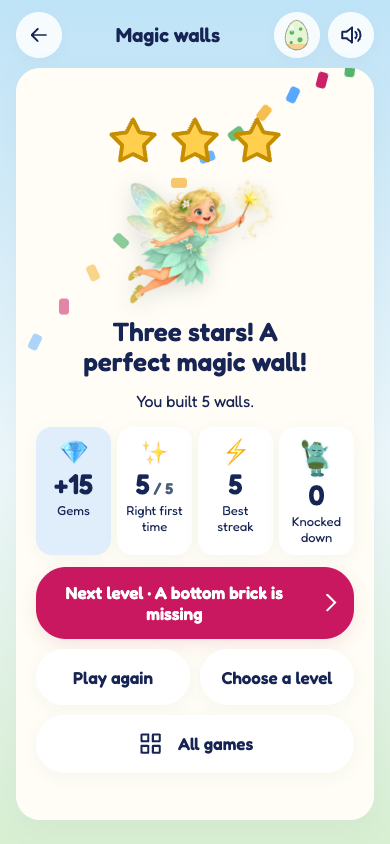 Magic walls
Three stars! A
perfect magic wall!
You built 5 walls.
+15
Gems
5 / 5
Right first
time
5
Best
streak
0
Knocked
down
Next level · A bottom brick is
missing
Play again
Choose a level
All games